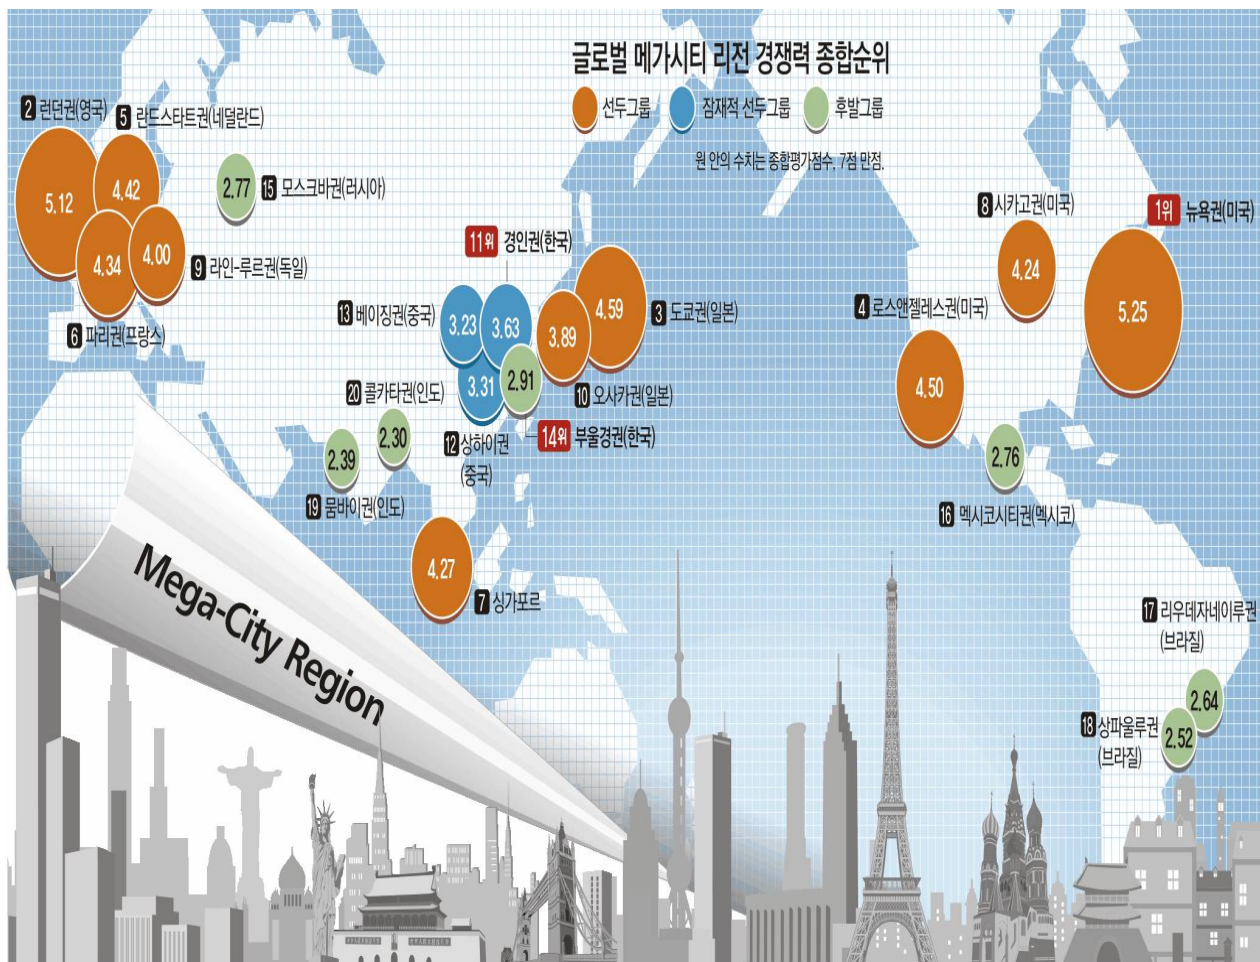 글로벌 메가시티 리전 경쟁력 종합순위
선두그룹 잠재적 선두그룹 후발그룹
원 안의 수치는 종합평가점수, 7점 만점.
2 런던권(영국)
5.12
5 란드스타트권(네덜란드)
4.42
15 모스크바권(러시아)
2.77
4.34
6 파리권(프랑스)
4.00
9 라인-루르권(독일)
11위 경인권(한국)
3.63
13 베이징권(중국)
3.23
3.31
12 상하이권
(중국)
2.91
14위 부울경권(한국)
4.59
3 도쿄권(일본)
3.89
10 오사카권(일본)
20 콜카타권(인도)
2.30
2.39
19 뭄바이권(인도)
4.27
7 싱가포르
8 시카고권(미국)
4.24
1위 뉴욕권(미국)
5.25
4 로스앤젤레스권(미국)
4.50
2.76
16 멕시코시티권(멕시코)
17 리우데자네이루권
(브라질)
2.64
18 상파울루권
(브라질)
2.52
Mega-City Region